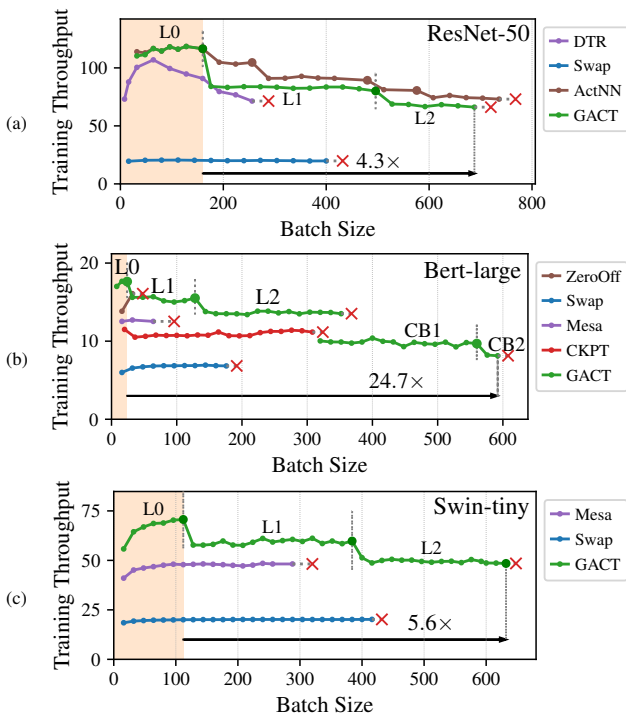 (a)
Training Throughput
100
50
0
L0
L1
L2
ResNet-50
4.3×
0 200 400 600 800
Batch Size
DTR
Swap
ActNN
GACT
(b)
Training Throughput
20
10
0
L0
L1
L2
CB1
CB2
Bert-large
24.7×
0 100 200 300 400 500 600
Batch Size
ZeroOff
Swap
Mesa
CKPT
GACT
(c)
Training Throughput
75
50
25
0
L0
L1
L2
Swin-tiny
5.6×
0 100 200 300 400 500 600
Batch Size
Mesa
Swap
GACT